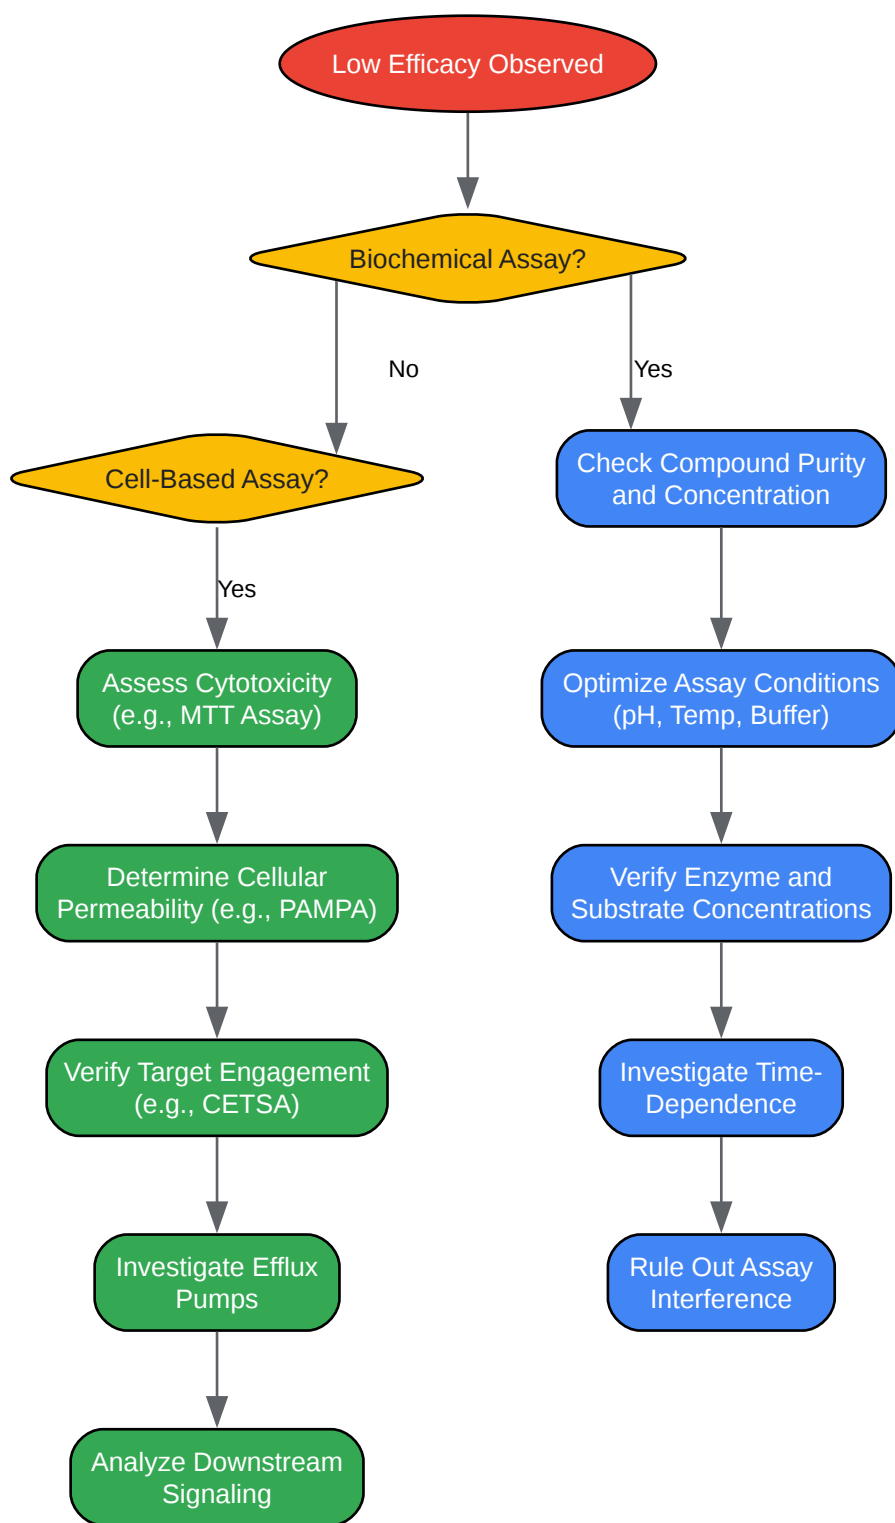 Low Efficacy Observed
Biochemical Assay?
No
Yes
Cell-Based Assay?
Check Compound Purity
and Concentration
Yes
Assess Cytotoxicity
(e.g., MTT Assay)
Optimize Assay Conditions
(pH, Temp, Buffer)
Determine Cellular
Permeability (e.g., PAMPA)
Verify Enzyme and
Substrate Concentrations
Verify Target Engagement
(e.g., CETSA)
Investigate Time-
Dependence
Investigate Efflux
Pumps
Rule Out Assay
Interference
Analyze Downstream
Signaling